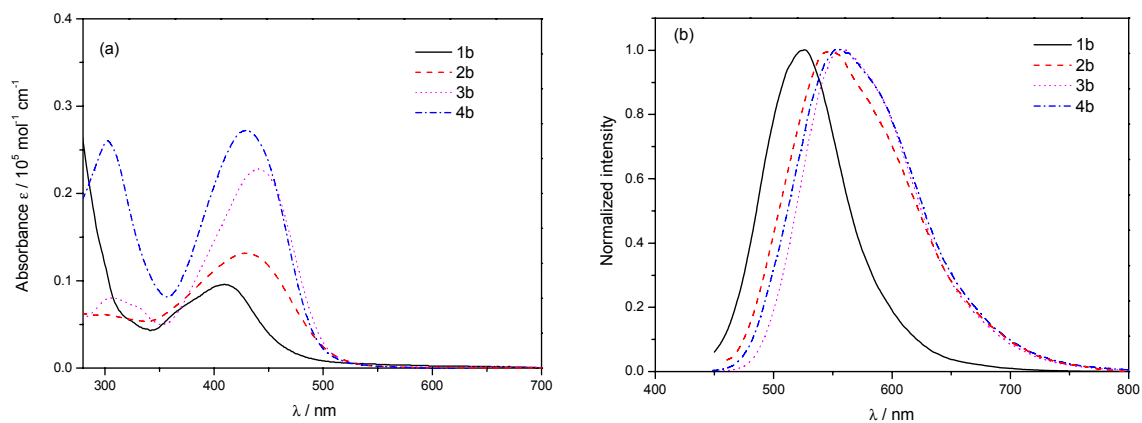 (a)
1b
2b
3b
4b
Absorbance ε / 10⁵ mol⁻¹ cm⁻¹
0.4
0.3
0.2
0.1
0.0
300 400 500 600 700
λ / nm
(b)
1b
2b
3b
4b
Normalized intensity
1.0
0.8
0.6
0.4
0.2
0.0
400 500 600 700 800
λ / nm